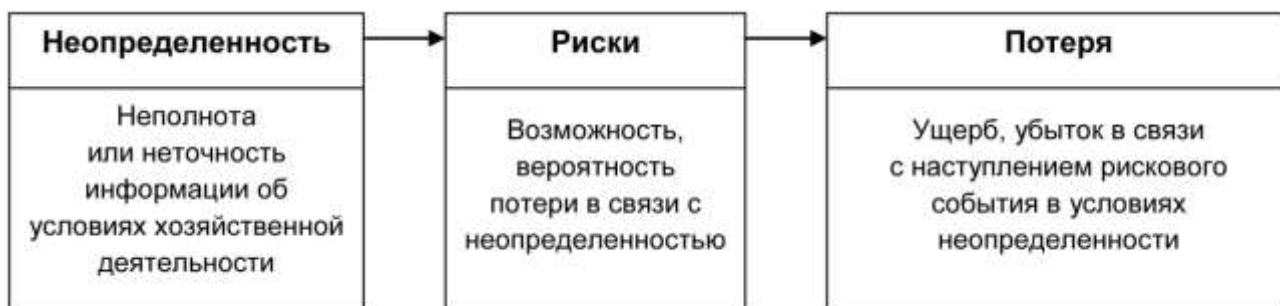 Неопределенность
Неполнота
или неточность
информации об
условиях хозяйственной
деятельности
Риски
Возможность,
вероятность
потери в связи с
неопределенностью
Потеря
Ущерб, убыток в связи
с наступлением рискового
события в условиях
неопределенности